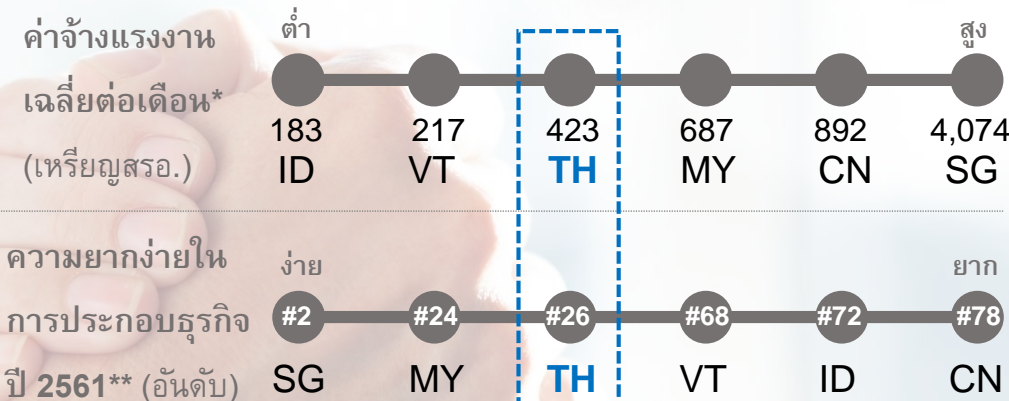 ค่าจ้างแรงงาน
เฉลี่ยต่อเดือน*
(เหรียญสรอ.)
ต่ำ สูง
183 217 423 687 892 4,074
ID VT TH MY CN SG
ความยากง่ายใน
การประกอบธุรกิจ
ปี 2561** (อันดับ)
ง่าย ยาก
#2 #24 #26 #68 #72 #78
SG MY TH VT ID CN